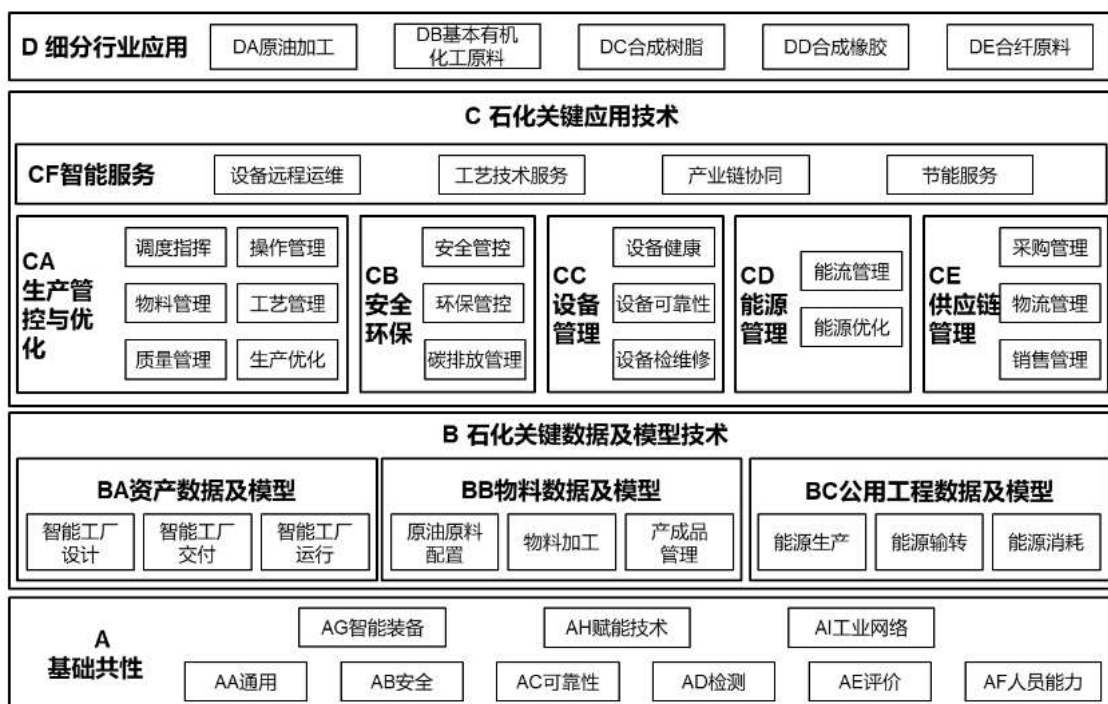 D 细分行业应用
DA原油加工
DB基本有机
化工原料
DC合成树脂
DD合成橡胶
DE合纤原料
C 石化关键应用技术
CF智能服务
设备远程运维
工艺技术服务
产业链协同
节能服务
CA
生产管
控与优
化
调度指挥
操作管理
物料管理
工艺管理
质量管理
生产优化
CB
安全
环保
安全管控
环保管控
碳排放管理
CC
设备
管理
设备健康
设备可靠性
设备检维修
CD
能源
管理
能流管理
能源优化
CE
供应链
管理
采购管理
物流管理
销售管理
B 石化关键数据及模型技术
BA资产数据及模型
智能工厂
设计
智能工厂
交付
智能工厂
运行
BB物料数据及模型
原油原料
配置
物料加工
产成品
管理
BC公用工程数据及模型
能源生产
能源输转
能源消耗
A
基础共性
AG智能装备
AH赋能技术
AI工业网络
AA通用
AB安全
AC可靠性
AD检测
AE评价
AF人员能力